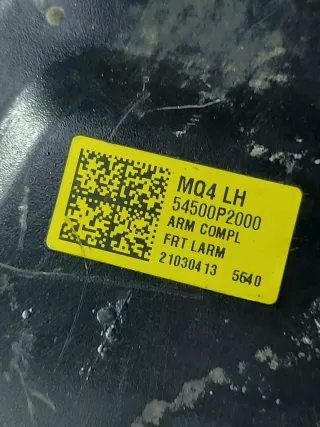 MQ4 LH
54500P2000
ARM COMPL
FRT LARM
21030413 5640